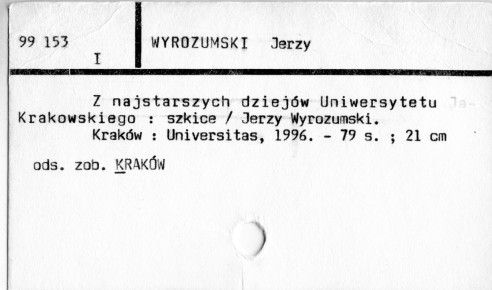 99 153 WYROZUMSKI Jerzy
I
Z najstarszych dziejów Uniwersytetu Ja-
Krakowskiego : szkice / Jerzy Wyrozumski.
Kraków : Universitas, 1996. - 79 s. ; 21 cm
ods. zob. KRAKÓW